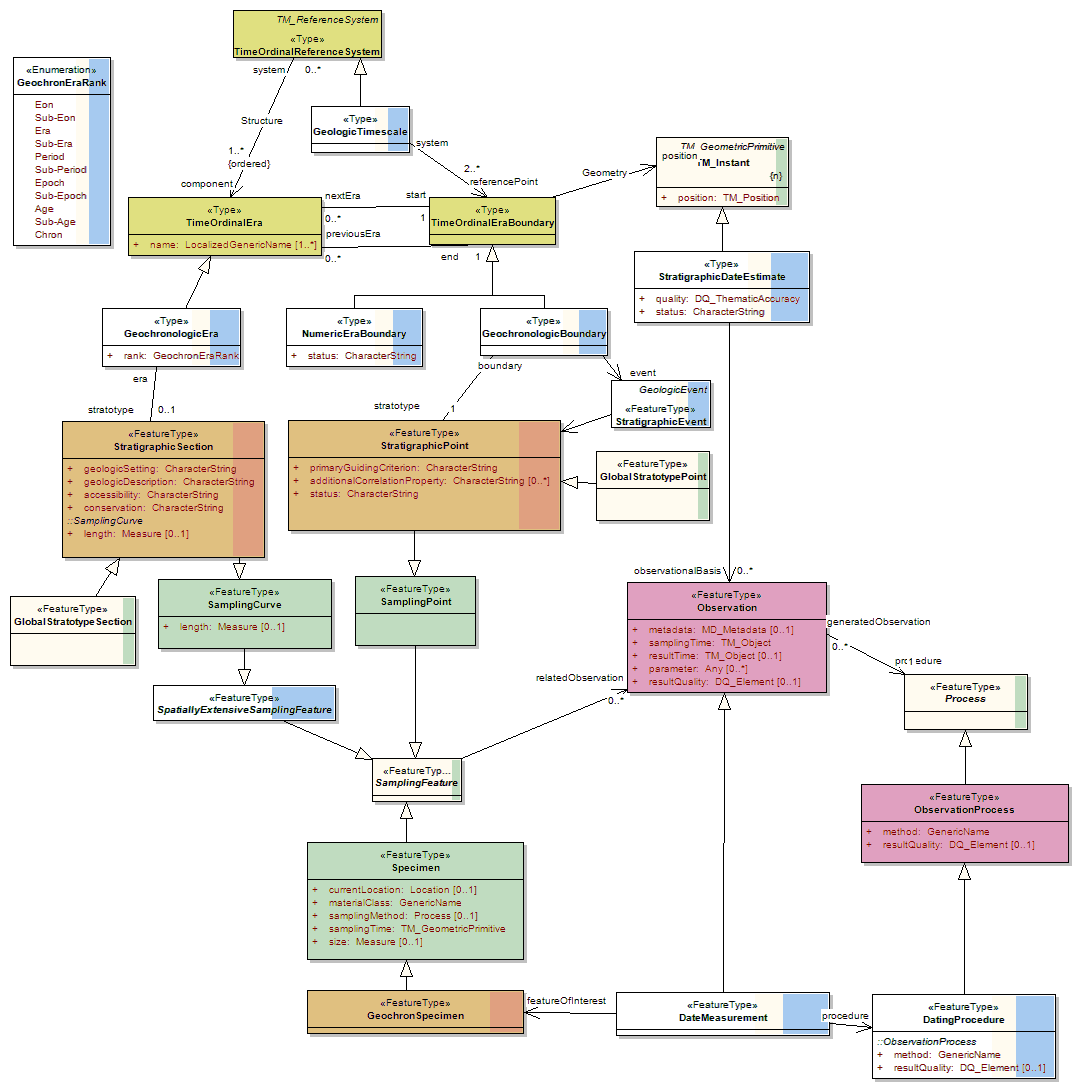 TM_ReferenceSystem
«Type»
TimeOrdinalReferenceSystem
system
0..*
«Enumeration»
GeochronEraRank
Eon
Sub-Eon
Era
Sub-Era
Period
Sub-Period
Epoch
Sub-Epoch
Age
Sub-Age
Chron
«Type»
GeologicTimescale
Structure
system
1..*
{ordered}
component
2..*
referencePoint
Geometry
position
TM_GeometricPrimitive
TM_Instant
{n}
+ position: TM_Position
«Type»
TimeOrdinalEra
+ name: LocalizedGenericName [1..*]
nextEra
0..*
previousEra
0..*
start
1
end
1
«Type»
TimeOrdinalEraBoundary
«Type»
StratigraphicDateEstimate
+ quality: DQ_ThematicAccuracy
+ status: CharacterString
«Type»
GeochronologicEra
+ rank: GeochronEraRank
«Type»
NumericEraBoundary
+ status: CharacterString
«Type»
GeochronologicBoundary
era
stratotype
0..1
boundary
stratotype
1
event
GeologicEvent
«FeatureType»
StratigraphicEvent
«FeatureType»
StratigraphicSection
+ geologicSetting: CharacterString
+ geologicDescription: CharacterString
+ accessibility: CharacterString
+ conservation: CharacterString
::SamplingCurve
+ length: Measure [0..1]
«FeatureType»
StratigraphicPoint
+ primaryGuidingCriterion: CharacterString
+ additionalCorrelationProperty: CharacterString [0..*]
+ status: CharacterString
«FeatureType»
GlobalStratotypePoint
«FeatureType»
GlobalStratotypeSection
«FeatureType»
SamplingCurve
+ length: Measure [0..1]
«FeatureType»
SamplingPoint
observationalBasis
0..*
«FeatureType»
Observation
+ metadata: MD_Metadata [0..1]
+ samplingTime: TM_Object
+ resultTime: TM_Object [0..1]
+ parameter: Any [0..*]
+ resultQuality: DQ_Element [0..1]
generatedObservation
0..*
procedure
1
«FeatureType»
Process
«FeatureType»
SpatiallyExtensiveSamplingFeature
relatedObservation
0..*
«FeatureTyp...
SamplingFeature
«FeatureType»
ObservationProcess
+ method: GenericName
+ resultQuality: DQ_Element [0..1]
«FeatureType»
Specimen
+ currentLocation: Location [0..1]
+ materialClass: GenericName
+ samplingMethod: Process [0..1]
+ samplingTime: TM_GeometricPrimitive
+ size: Measure [0..1]
«FeatureType»
GeochronSpecimen
featureOfInterest
«FeatureType»
DateMeasurement
procedure
«FeatureType»
DatingProcedure
::ObservationProcess
+ method: GenericName
+ resultQuality: DQ_Element [0..1]